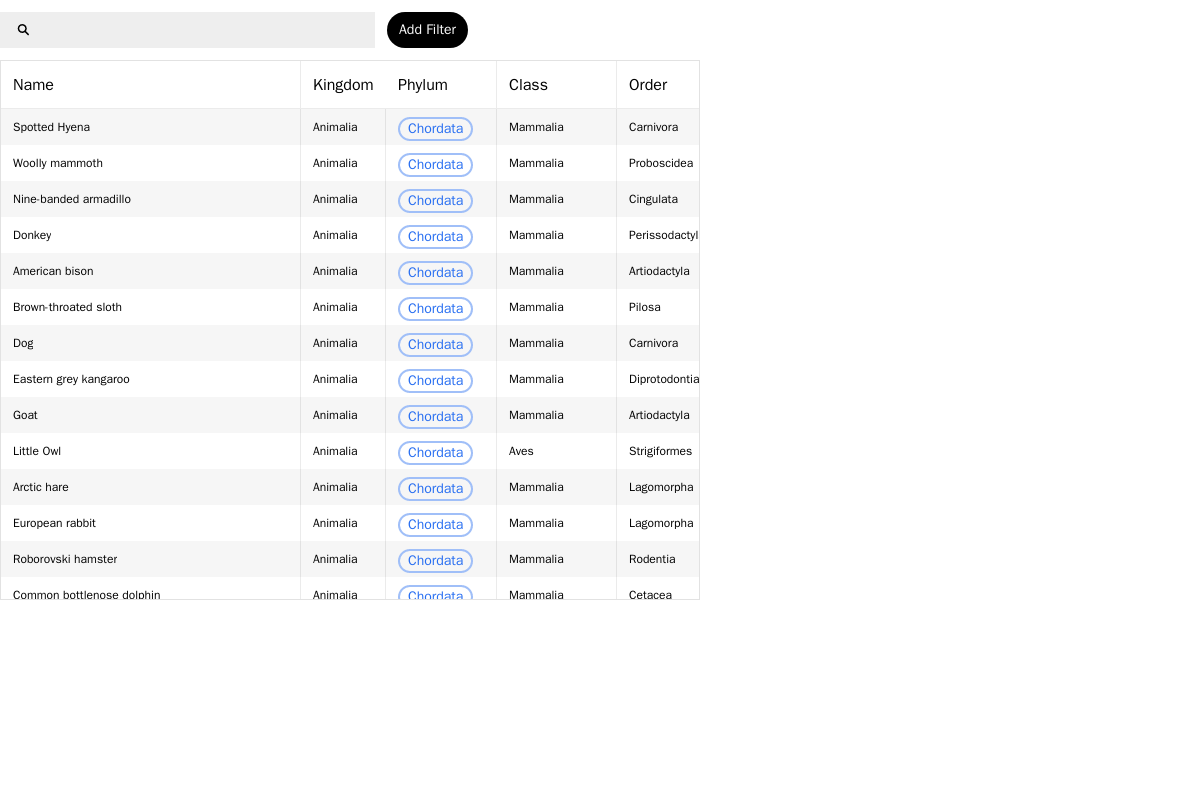 Add Filter
Name Kingdom Phylum Class Order
Spotted Hyena Animalia Chordata Mammalia Carnivora
Woolly mammoth Animalia Chordata Mammalia Proboscidea
Nine-banded armadillo Animalia Chordata Mammalia Cingulata
Donkey Animalia Chordata Mammalia Perissodactyl
American bison Animalia Chordata Mammalia Artiodactyla
Brown-throated sloth Animalia Chordata Mammalia Pilosa
Dog Animalia Chordata Mammalia Carnivora
Eastern grey kangaroo Animalia Chordata Mammalia Diprotodontia
Goat Animalia Chordata Mammalia Artiodactyla
Little Owl Animalia Chordata Aves Strigiformes
Arctic hare Animalia Chordata Mammalia Lagomorpha
European rabbit Animalia Chordata Mammalia Lagomorpha
Roborovski hamster Animalia Chordata Mammalia Rodentia
Common bottlenose dolphin Animalia Chordata Mammalia Cetacea